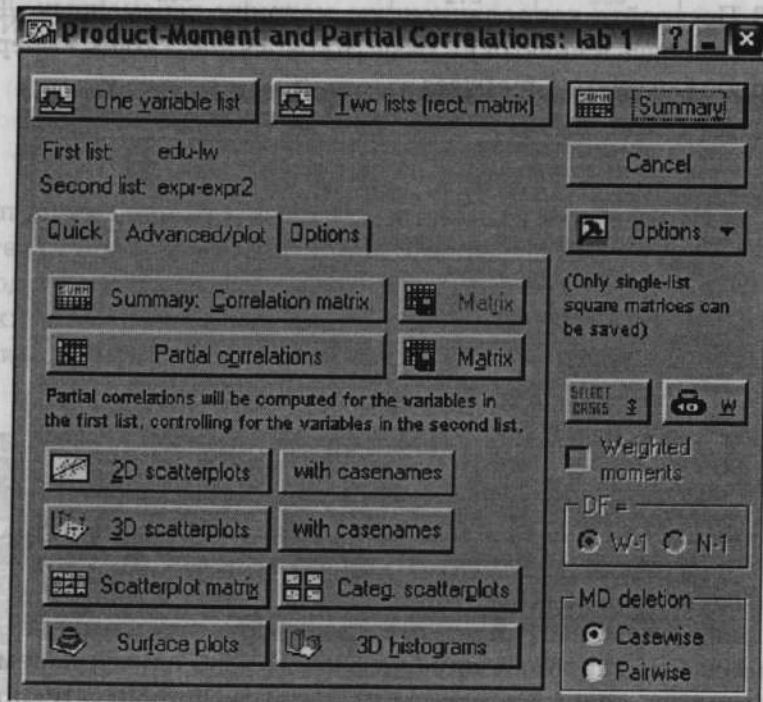 Product-Moment and Partial Correlations: lab 1
One variable list
Two lists (rect. matrix)
Summary
First list: edu-lw
Second list: expr-expr2
Cancel
Quick
Advanced/plot
Options
Options
Summary: Correlation matrix
Matrix
(Only single-list
square matrices can
be saved)
Partial correlations
Matrix
Partial correlations will be computed for the variables in
the first list, controlling for the variables in the second list.
SELECT
CASES S
W
2D scatterplots
with casenames
Weighted
moments
3D scatterplots
with casenames
DF =
W-1
N-1
Scatterplot matrix
Categ. scatterplots
MD deletion
Surface plots
3D histograms
Casewise
Pairwise